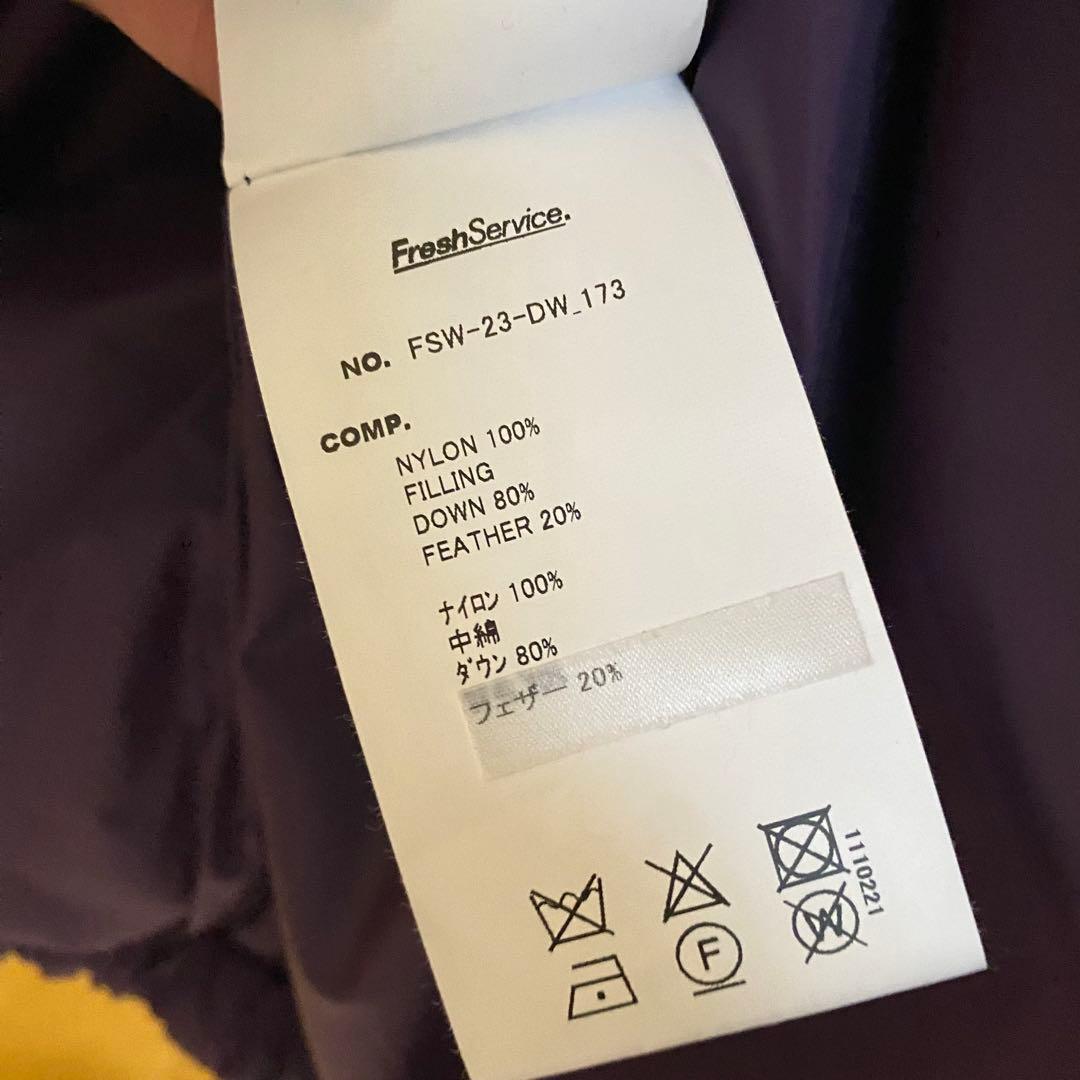 FreshService.
NO. FSW-23-DW_173
COMP.
NYLON 100%
FILLING
DOWN 80%
FEATHER 20%
ナイロン 100%
中綿
ダウン 80%
フェザー 20%
1110221
F
W